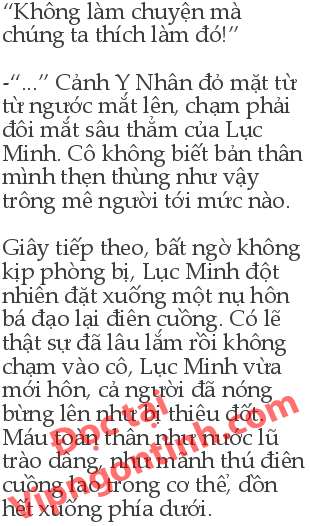 “Không làm chuyện mà
chúng ta thích làm đó!”
-“...” Cảnh Y Nhân đỏ mặt từ
từ ngước mắt lên, chạm phải
đôi mắt sâu thẳm của Lục
Minh. Cô không biết bản thân
mình thẹn thùng như vậy
trông mê người tới mức nào.
Giây tiếp theo, bất ngờ không
kịp phòng bị, Lục Minh đột
nhiên đặt xuống một nụ hôn
bá đạo lại điên cuồng. Có lẽ
thật sự đã lâu lắm rồi không
chạm vào cô, Lục Minh vừa
mới hôn, cả người đã nóng
bừng lên như bị thiêu đốt.
Máu toàn thân như nước lũ
trào dâng, như mãnh thú điên
cuồng lao trong cơ thể, dồn
hết xuống phía dưới.
Đọc tại
Vipngontinh.com